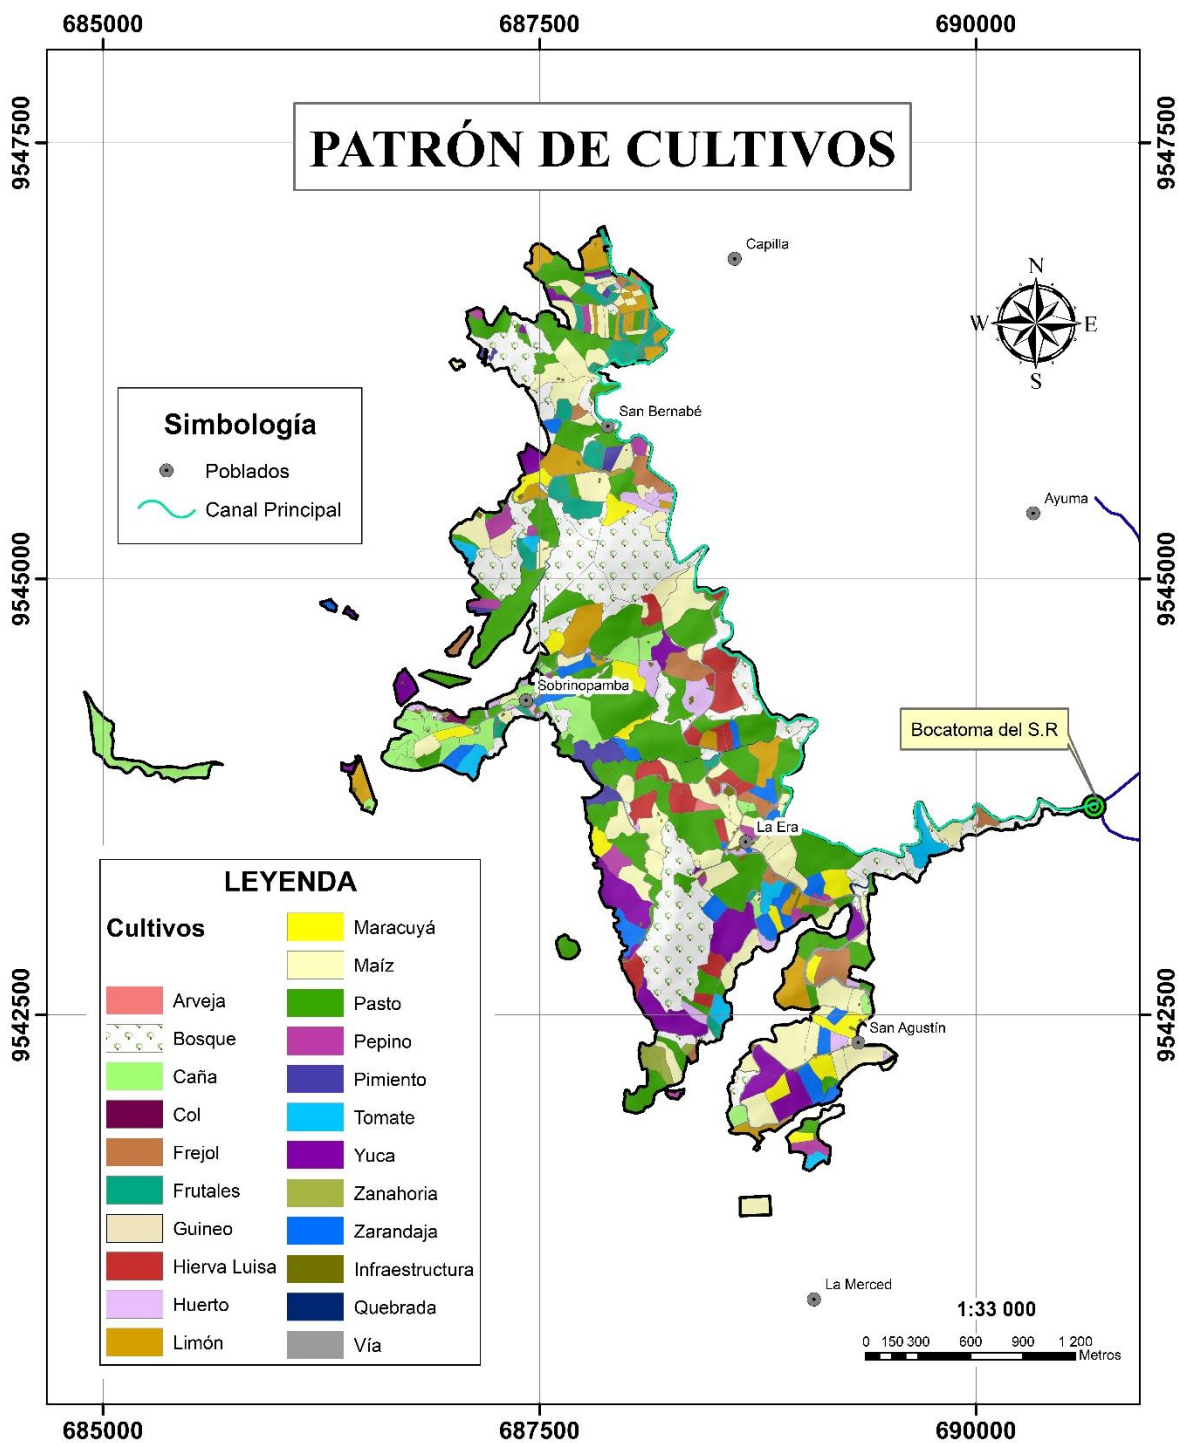 685000
687500
690000
9547500
9547500
PATRÓN DE CULTIVOS
Capilla
N
W
E
S
Simbología
Poblados
Canal Principal
San Bernabé
Ayuma
9545000
9545000
Sobrinopamba
Bocatoma del S.R
La Era
LEYENDA
Cultivos
Arveja
Bosque
Caña
Col
Frejol
Frutales
Guineo
Hierva Luisa
Huerto
Limón
Maracuyá
Maíz
Pasto
Pepino
Pimiento
Tomate
Yuca
Zanahoria
Zarandaja
Infraestructura
Quebrada
Vía
9542500
9542500
San Agustín
La Merced
1:33 000
0 150 300 600 900 1 200
Metros
685000
687500
690000